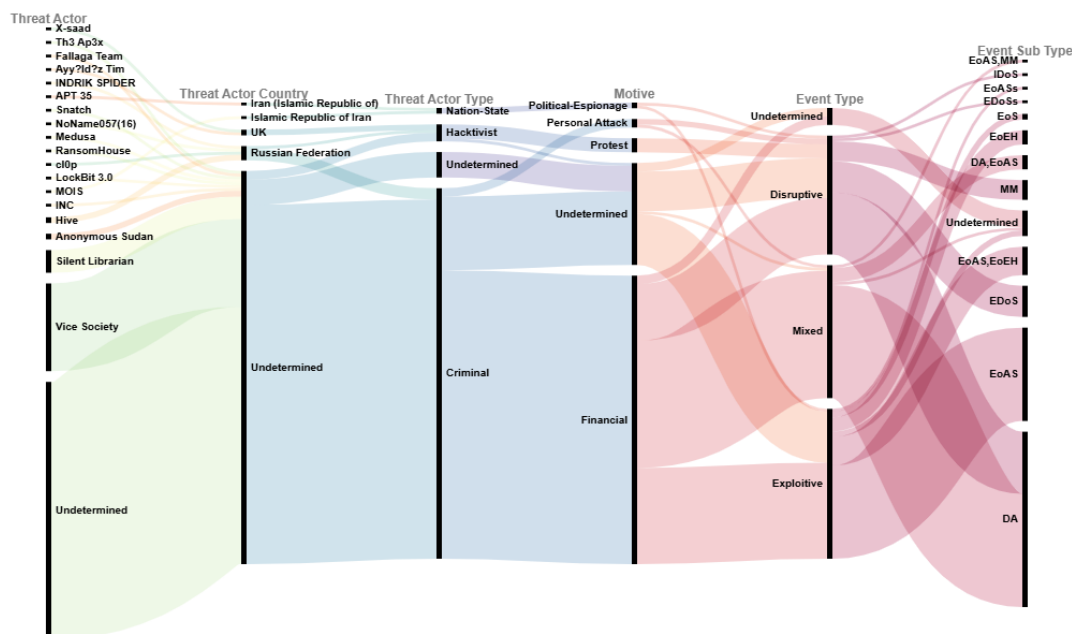 Threat Actor
X-saad
Th3 Ap3x
Fallaga Team
Ayy?ld?z Tim
INDRIK SPIDER
APT 35
Snatch
NoName057(16)
Medusa
RansomHouse
cl0p
LockBit 3.0
MOIS
INC
Hive
Anonymous Sudan
Silent Librarian
Vice Society
Undetermined
Threat Actor Country
Iran (Islamic Republic of)
Islamic Republic of Iran
UK
Russian Federation
Undetermined
Threat Actor Type
Nation-State
Hacktivist
Undetermined
Criminal
Motive
Political-Espionage
Personal Attack
Protest
Undetermined
Financial
Event Type
Undetermined
Disruptive
Mixed
Exploitive
Event Sub Type
EoAS,MM
IDoS
EoASs
EDoSs
EoS
EoEH
DA,EoAS
MM
Undetermined
EoAS,EoEH
EDoS
EoAS
DA